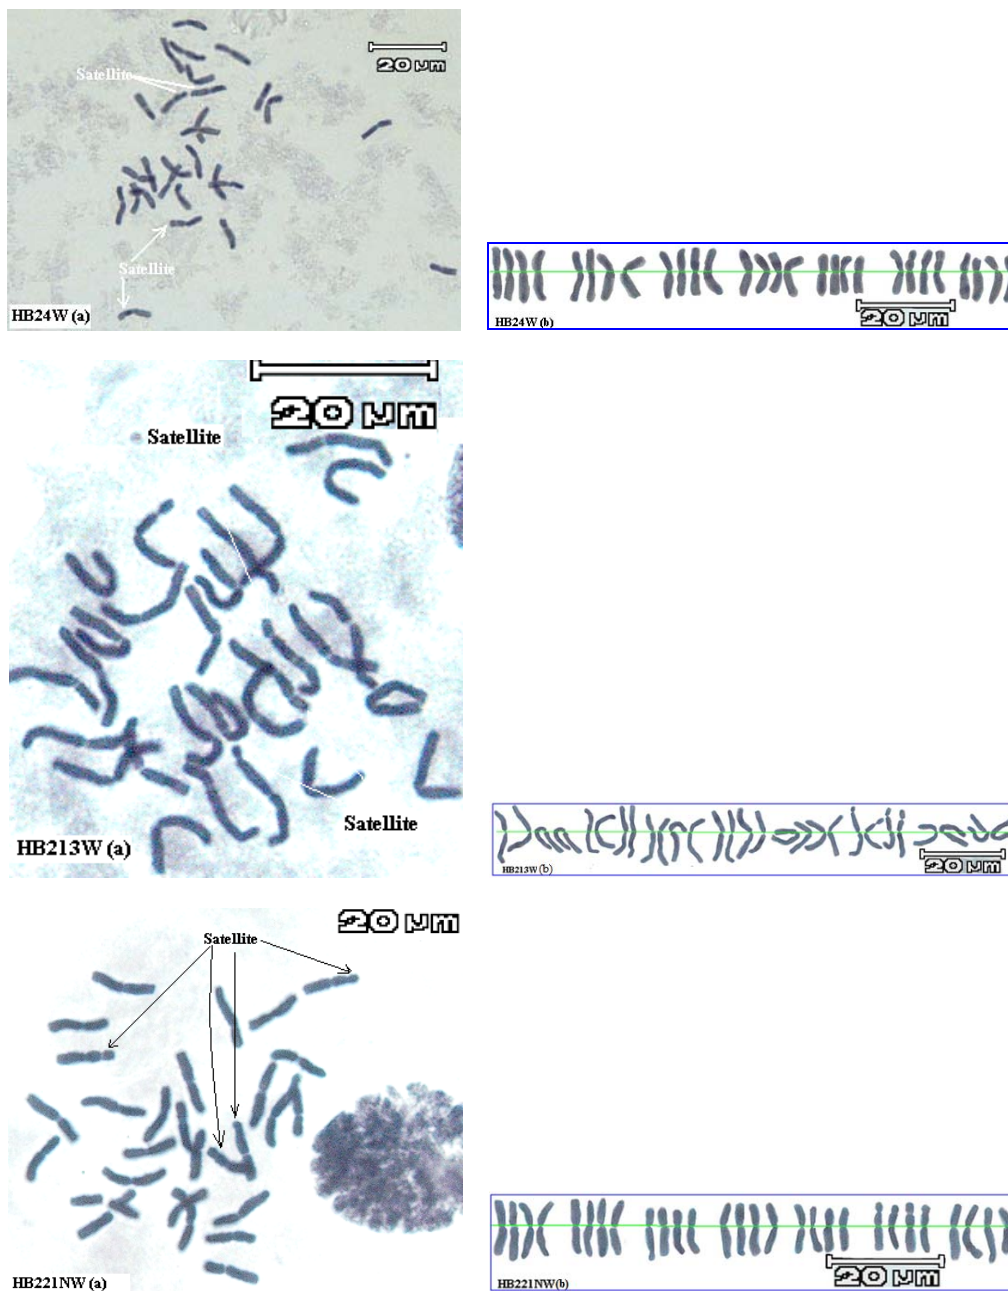 20 µm
Satellite
Satellite
HB24W (a)
20 µm
HB24W (b)
20 µm
Satellite
Satellite
HB213W (a)
20 µm
HB213W (b)
20 µm
Satellite
HB221NW (a)
20 µm
HB221NW(b)